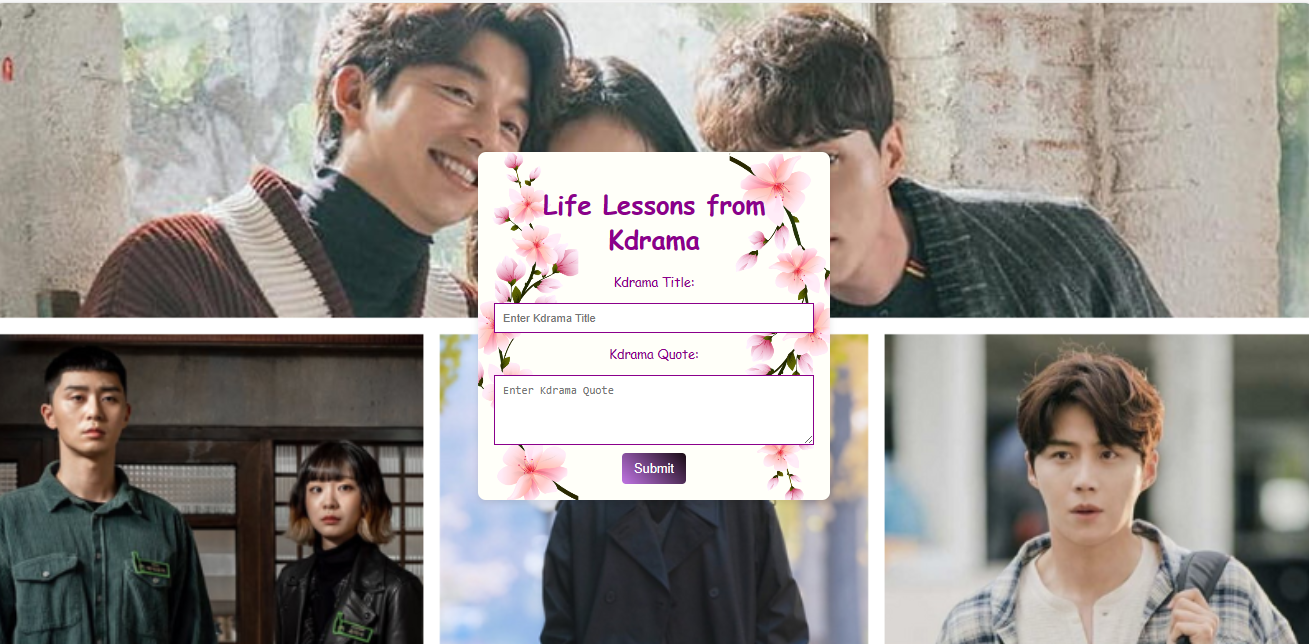 Life Lessons from
Kdrama
Kdrama Title:
Enter Kdrama Title
Kdrama Quote:
Enter Kdrama Quote
Submit